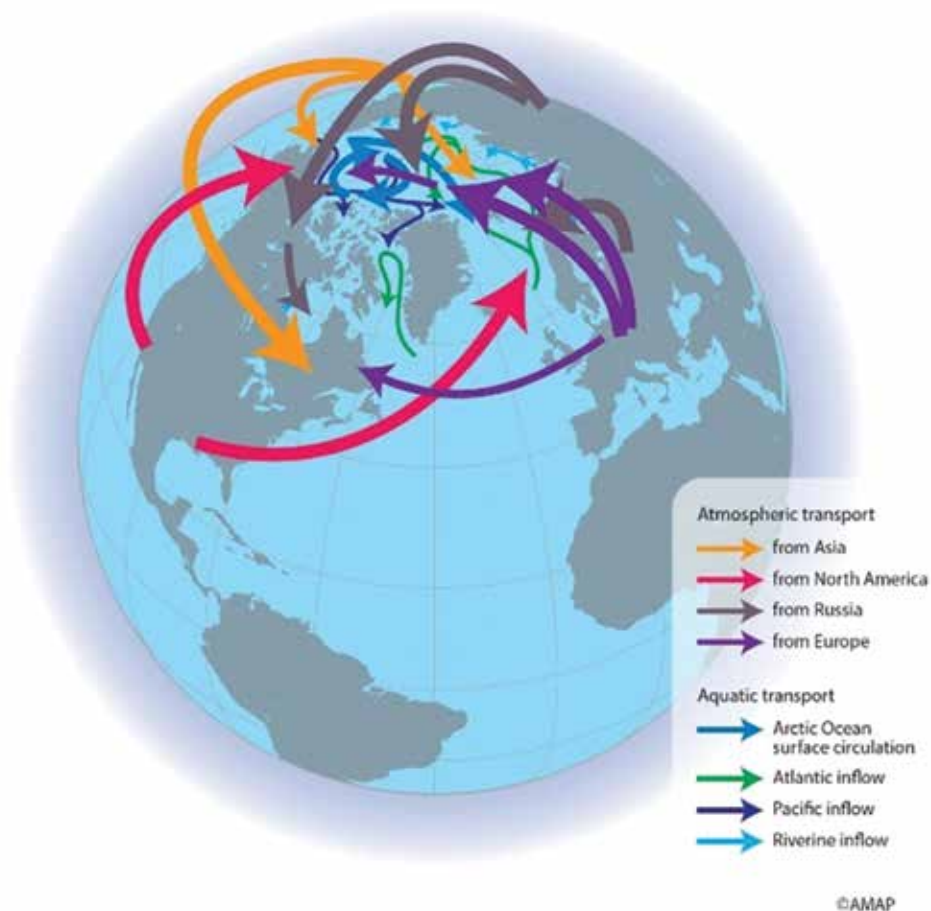 Atmospheric transport
from Asia
from North America
from Russia
from Europe
Aquatic transport
Arctic Ocean
surface circulation
Atlantic inflow
Pacific inflow
Riverine inflow
©AMAP